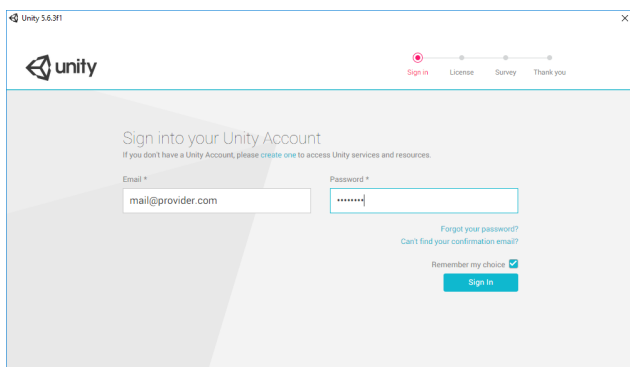 Unity 5.6.3f1
unity
Sign in License Survey Thank you
Sign into your Unity Account
If you don't have a Unity Account, please create one to access Unity services and resources.
Email * Password *
mail@provider.com ••••••••
Forgot your password?
Can't find your confirmation email?
Remember my choice
Sign In